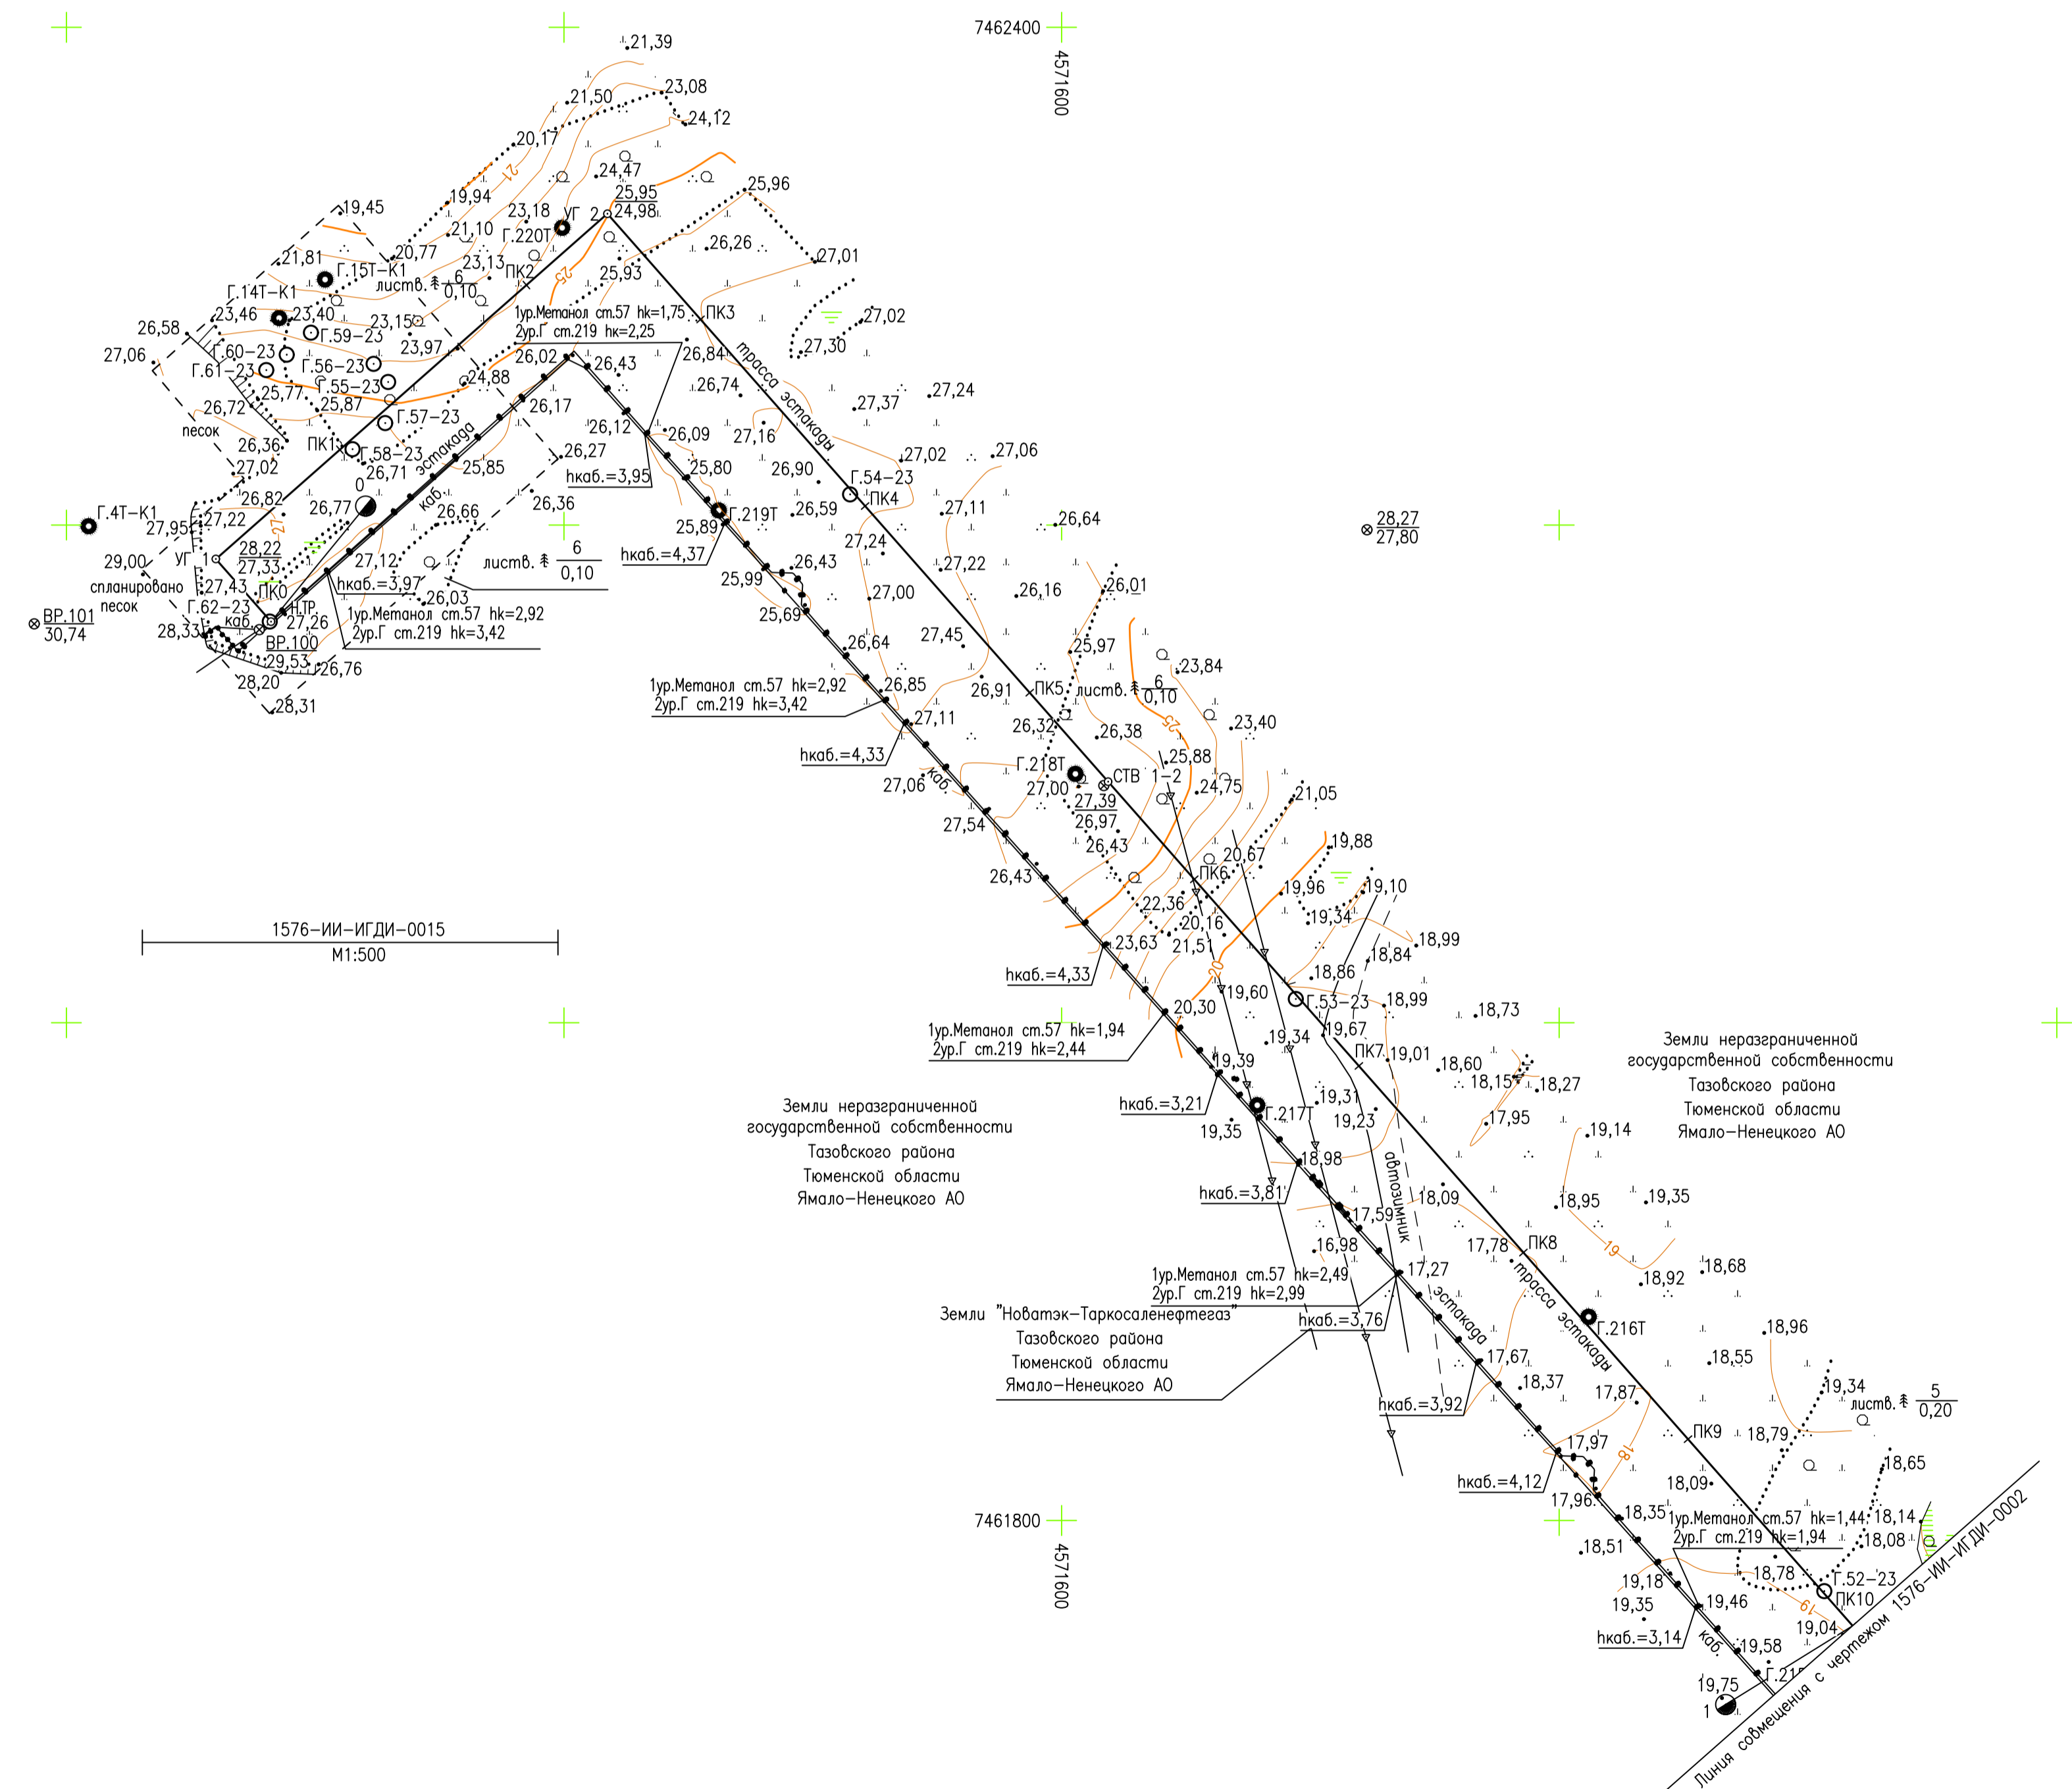 7462400
4571600
21,39
23,08
21,50
24,12
20,17
21
24,47
25,96
25,95
24,98
УГ 2
19,94
19,45
23,18
Г.220Т
21,10
26,26
27,01
20,77
21,81
Г.15Т-К1
23,13
ПК2
25
25,93
листв. 6
0,10
Г.14Т-К1
23,46
23,40
23,15
1ур.Метанол ст.57 hк=1,75
2ур.Г ст.219 hк=2,25
ПК3
27,02
26,58
Г.59-23
27,06
Г.60-23
23,97
26,02
26,43
26,84
27,30
трасса эстакады
Г.61-23
Г.56-23
Г.55-23
24,88
26,74
27,24
25,77
25,87
26,72
26,17
27,37
песок
Г.57-23
26,12
26,09
27,16
26,36
ПК1
Г.58-23
эстакада
26,27
27,02
26,71
25,85
25,80
26,90
27,02
27,06
0
каб.
hкаб.=3,95
Г.54-23
ПК4
26,82
26,77
26,36
Г.4Т-К1
27,95
27,22
27
26,66
25,89
Г.219Т
26,59
27,11
26,64
28,27
27,80
УГ 1
28,22
27,33
27,12
листв. 6
0,10
hкаб.=4,37
27,24
29,00
спланировано
песок
27,43
ПК0
hкаб.=3,97
26,03
25,99
26,43
27,22
27,00
26,16
26,01
ВР.101
30,74
Г.62-23
каб.
Н.ТР.
27,26
1ур.Метанол ст.57 hк=2,92
2ур.Г ст.219 hк=3,42
25,69
28,33
ВР.100
29,53
26,76
28,20
28,31
26,64
27,45
25,97
23,84
1ур.Метанол ст.57 hк=2,92
2ур.Г ст.219 hк=3,42
26,85
26,91
ПК5
листв. 6
0,10
27,11
26,32
26,38
25
23,40
hкаб.=4,33
25,88
27,06
каб.
Г.218Т
27,00
СТВ 1-2
27,39
26,97
24,75
21,05
27,54
26,43
19,88
26,43
20,67
ПК6
22,36
19,96
19,10
1576-ИИ-ИГДИ-0015
М1:500
23,63
20,16
21,51
19,34
18,99
18,84
hкаб.=4,33
20
18,86
19,60
Г.53-23
18,99
18,73
20,30
1ур.Метанол ст.57 hк=1,94
2ур.Г ст.219 hк=2,44
19,34
19,67
ПК7
19,01
18,60
19,39
18,15
18,27
Земли неразграниченной
государственной собственности
Тазовского района
Тюменской области
Ямало-Ненецкого АО
Земли неразграниченной
государственной собственности
Тазовского района
Тюменской области
Ямало-Ненецкого АО
hкаб.=3,21
Г.217Т
19,31
19,35
19,23
17,95
19,14
18,98
автозимник
hкаб.=3,81
18,09
18,95
19,35
17,59
16,98
17,78
ПК8
19
1ур.Метанол ст.57 hк=2,49
2ур.Г ст.219 hк=2,99
17,27
18,92
18,68
hкаб.=3,76
эстакада
трасса эстакады
Земли "Новатэк-Таркосаленефтегаз"
Тазовского района
Тюменской области
Ямало-Ненецкого АО
Г.216Т
18,96
17,67
18,55
18,37
hкаб.=3,92
17,87
19,34
листв. 5
0,20
ПК9
18,79
17,97
18
hкаб.=4,12
17,96
18,09
18,65
18,35
18,14
1ур.Метанол ст.57 hк=1,44
2ур.Г ст.219 hк=1,94
18,08
18,51
7461800
4571600
19,18
18,78
Г.52-23
ПК10
19,35
19,46
19
19,04
hкаб.=3,14
каб.
19,58
19,75
1
Линия совмещения с чертежом 1576-ИИ-ИГДИ-0002